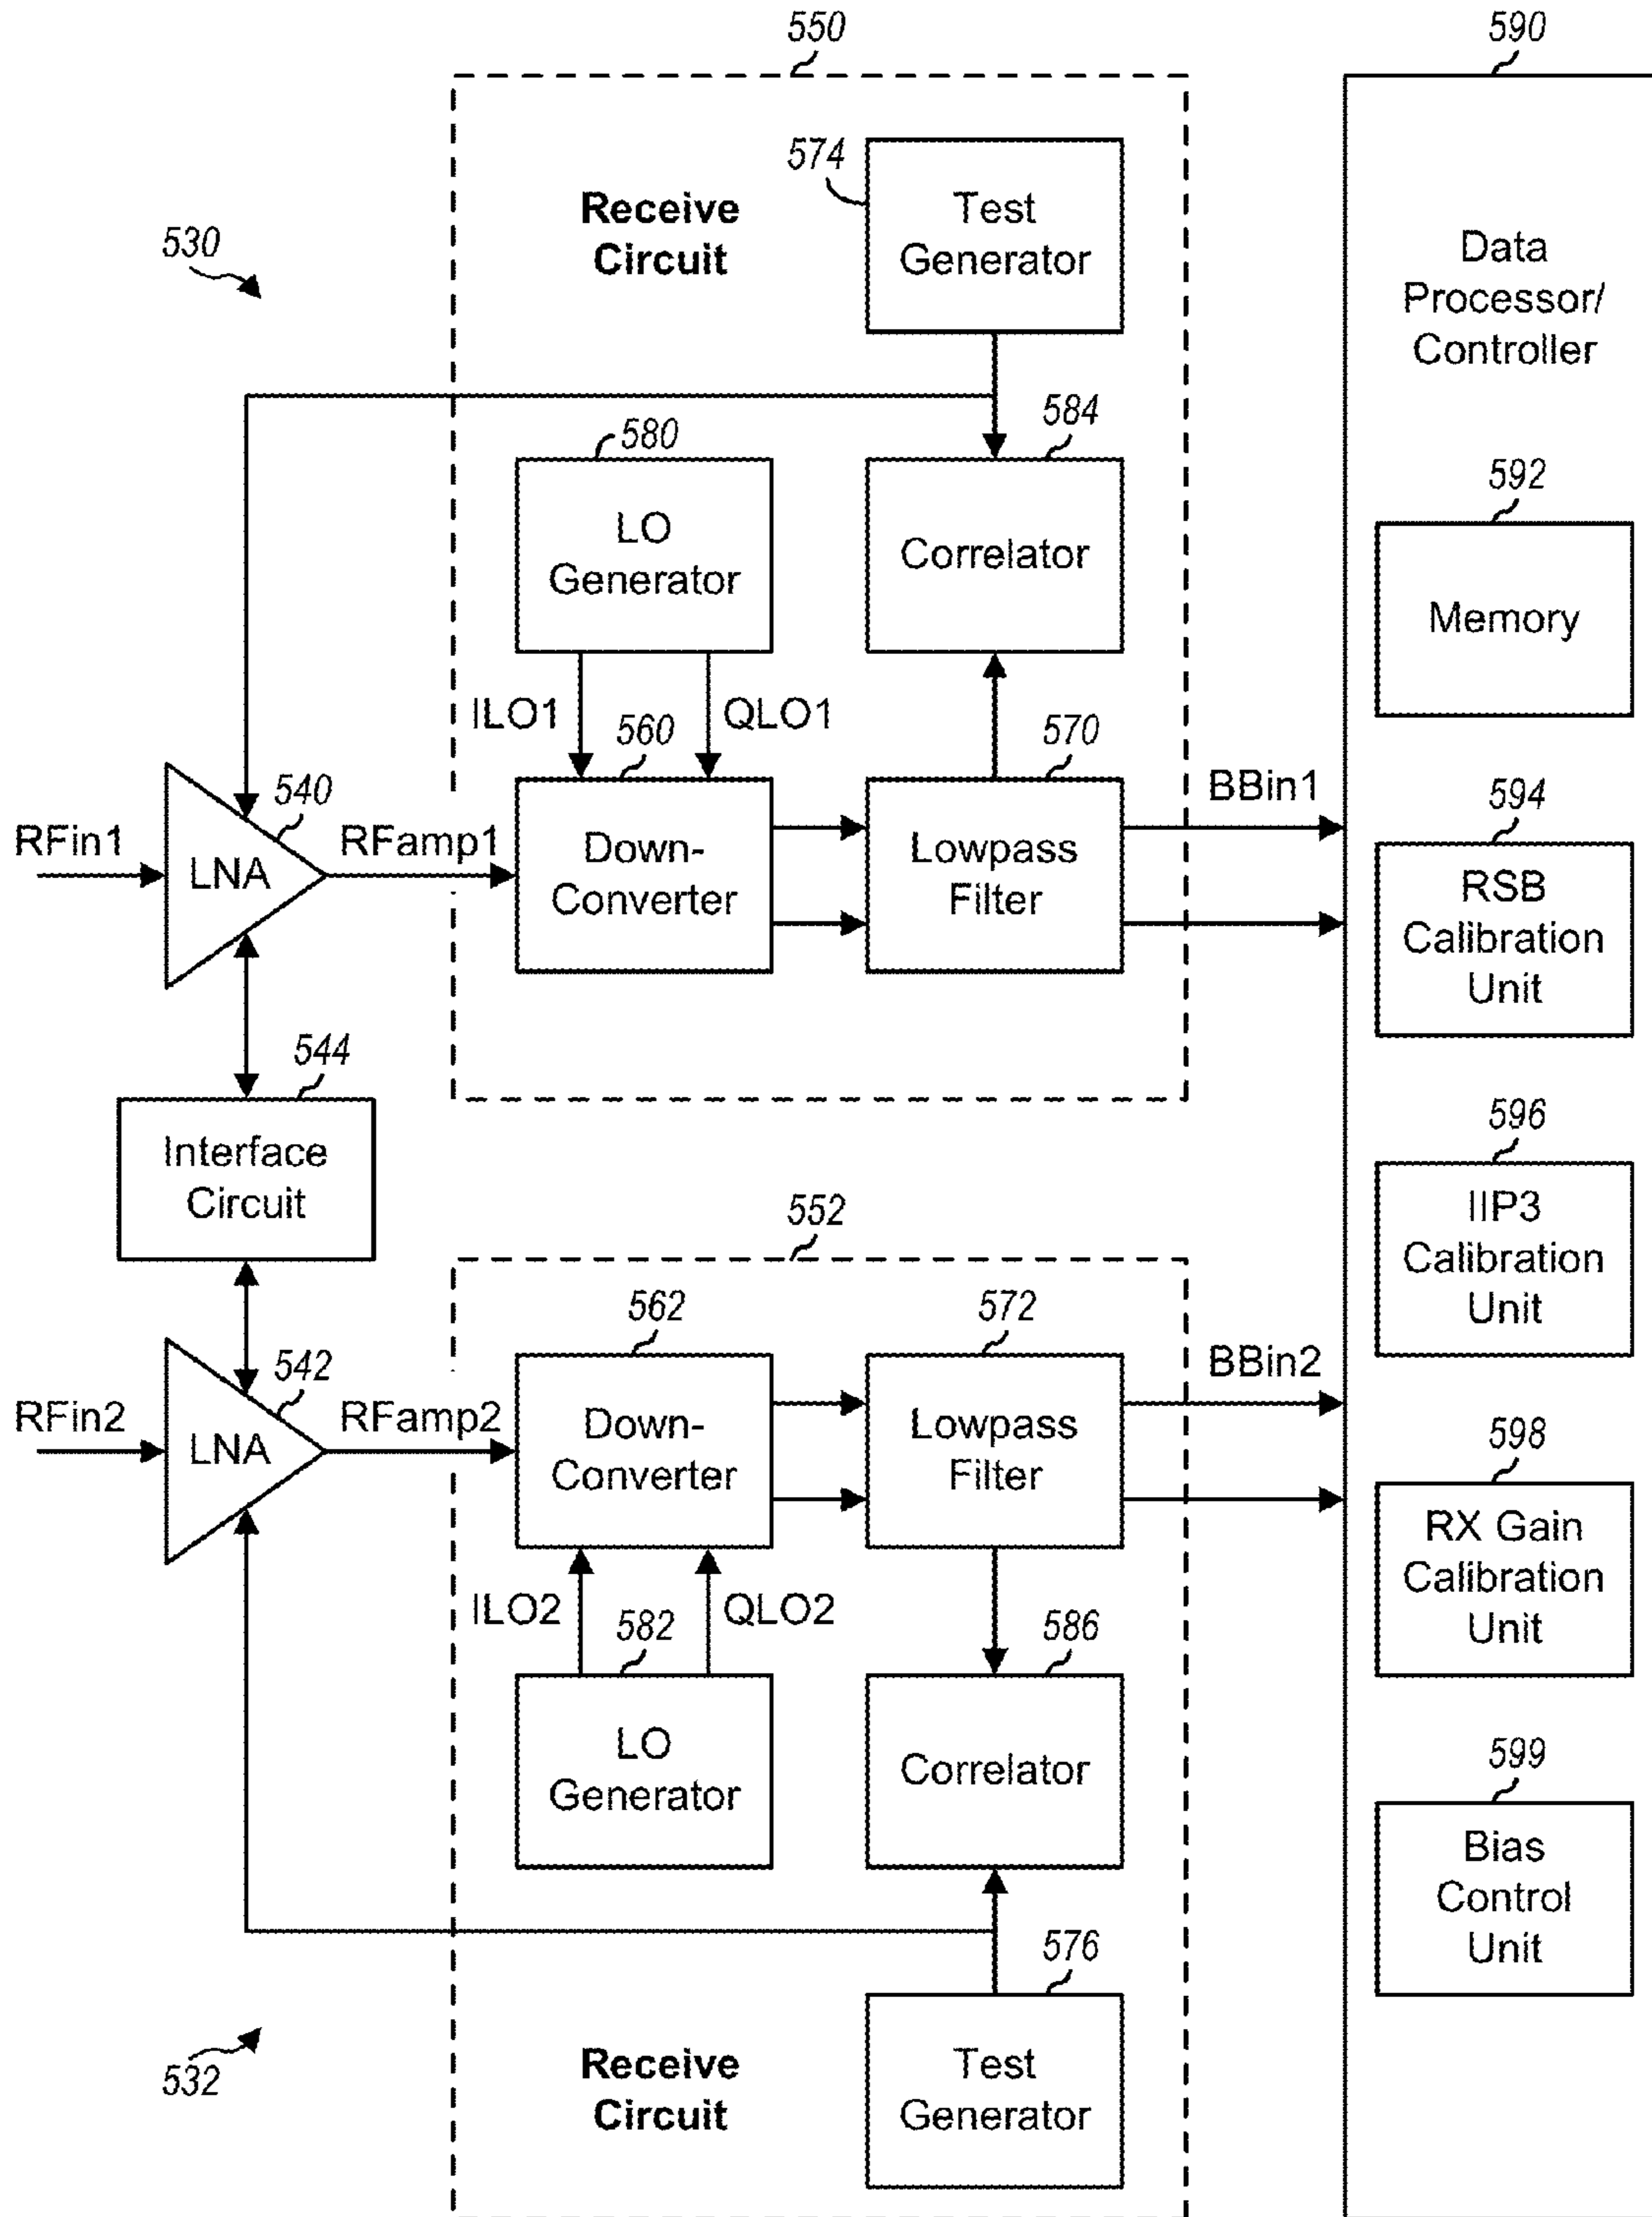 550
590
574
Test
Generator
Receive
Circuit
530
Data
Processor/
Controller
580
584
LO
Generator
Correlator
592
Memory
ILO1
QLO1
560
570
540
RFin1
LNA
RFamp1
Down-
Converter
Lowpass
Filter
BBin1
594
RSB
Calibration
Unit
544
Interface
Circuit
596
IIP3
Calibration
Unit
552
562
572
542
RFin2
LNA
RFamp2
Down-
Converter
Lowpass
Filter
BBin2
598
RX Gain
Calibration
Unit
ILO2
QLO2
582
586
LO
Generator
Correlator
599
Bias
Control
Unit
576
532
Receive
Circuit
Test
Generator